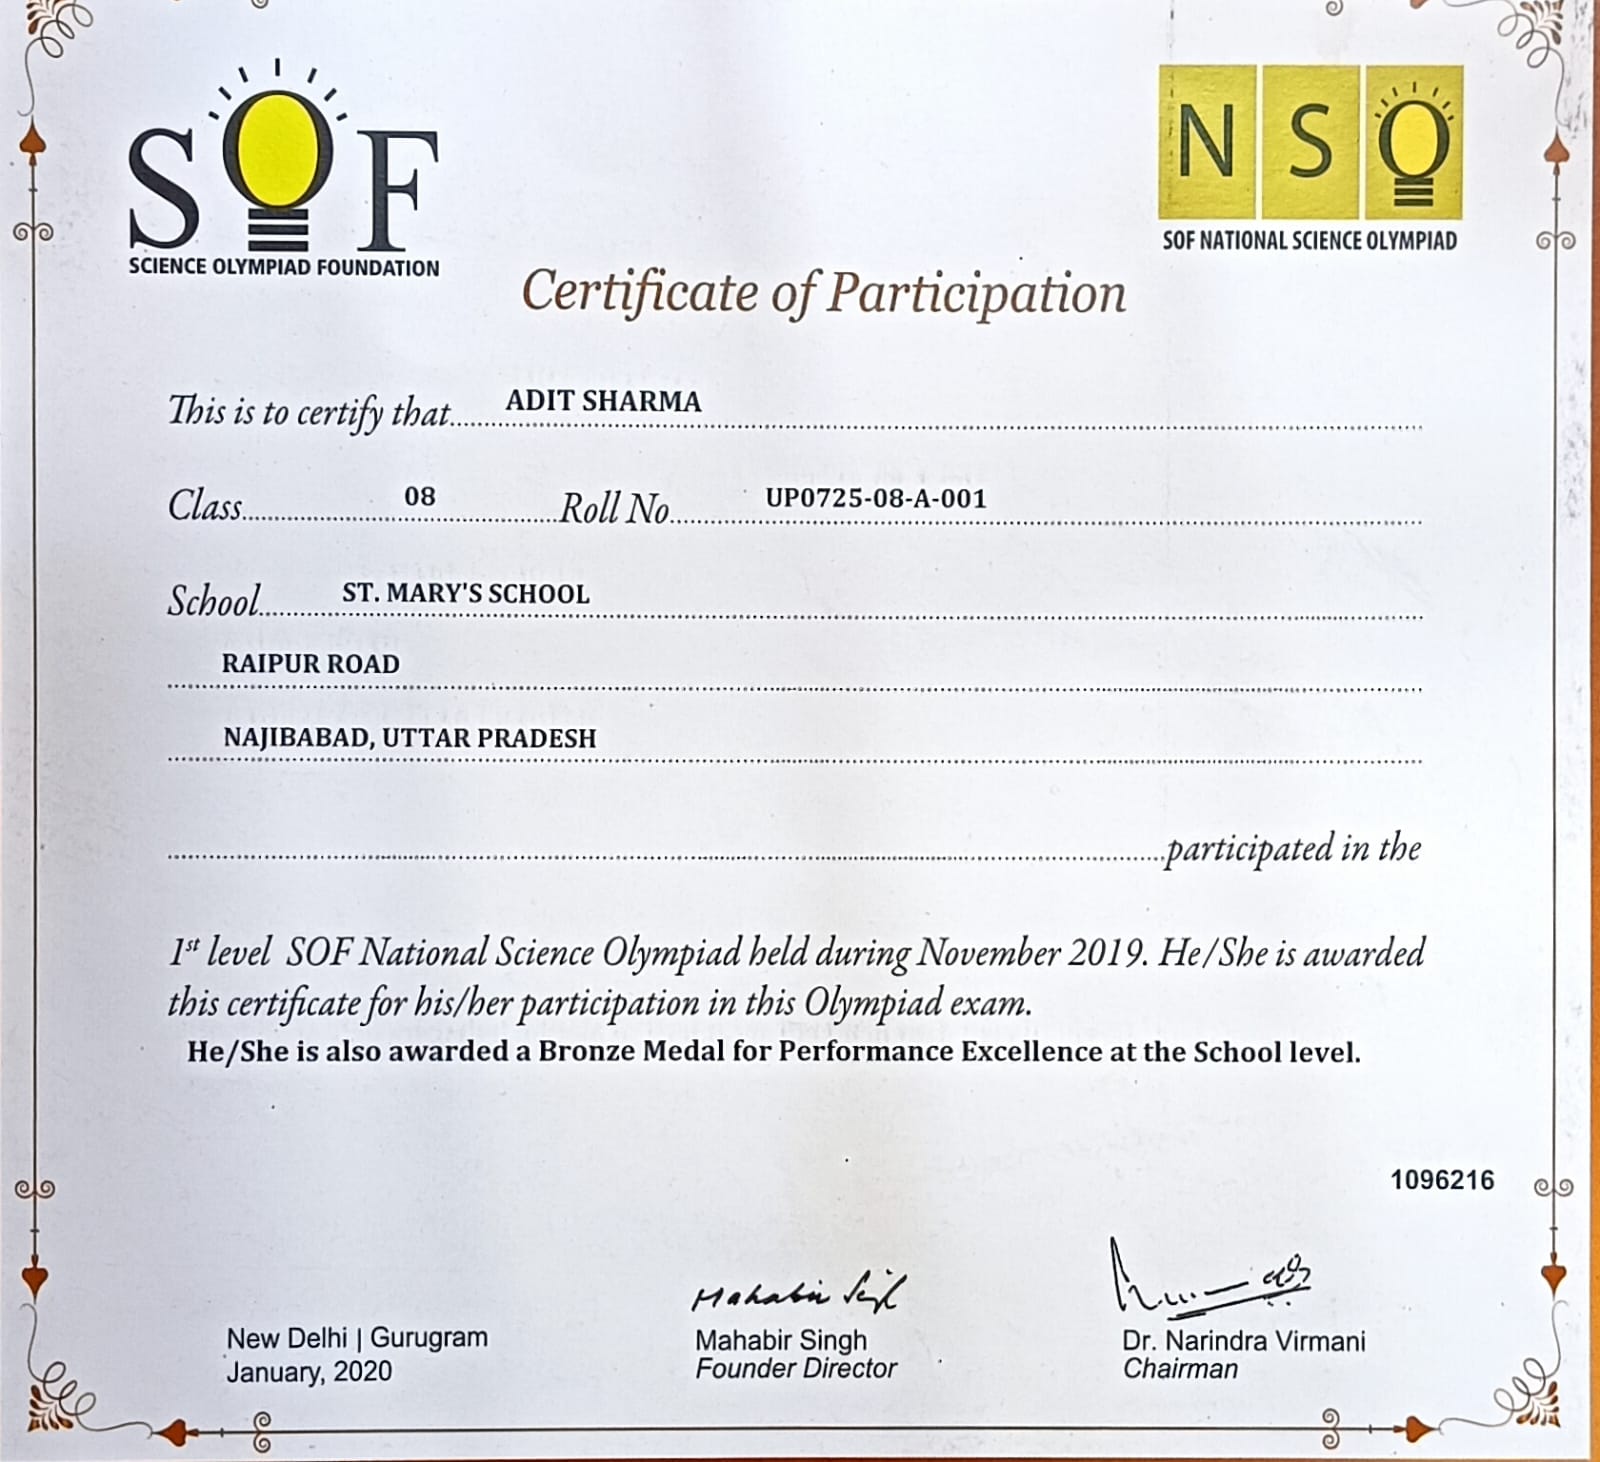 SOF
SCIENCE OLYMPIAD FOUNDATION
NSO
SOF NATIONAL SCIENCE OLYMPIAD
Certificate of Participation
This is to certify that ADIT SHARMA
Class 08 Roll No. UP0725-08-A-001
School ST. MARY'S SCHOOL
RAIPUR ROAD
NAJIBABAD, UTTAR PRADESH
participated in the
1st level SOF National Science Olympiad held during November 2019. He/She is awarded
this certificate for his/her participation in this Olympiad exam.
He/She is also awarded a Bronze Medal for Performance Excellence at the School level.
1096216
Mahabir Singh
New Delhi | Gurugram
January, 2020
Mahabir Singh
Founder Director
Dr. Narindra Virmani
Chairman